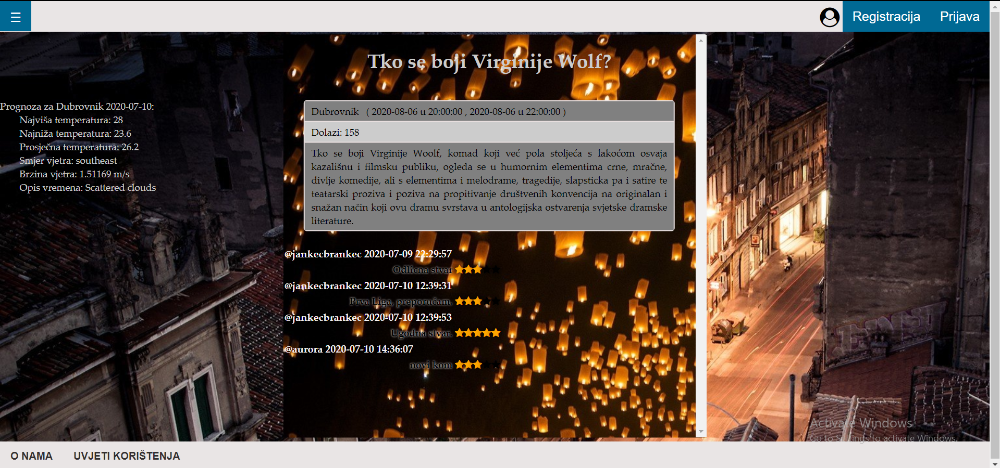 ☰
Registracija Prijava
Tko se boji Virginije Wolf?
Prognoza za Dubrovnik 2020-07-10:
Najviša temperatura: 28
Najniža temperatura: 23.6
Prosječna temperatura: 26.2
Smjer vjetra: southeast
Brzina vjetra: 1.51169 m/s
Opis vremena: Scattered clouds
Dubrovnik ( 2020-08-06 u 20:00:00 , 2020-08-06 u 22:00:00 )
Dolazi: 158
Tko se boji Virginije Woolf, komad koji već pola stoljeća s lakoćom osvaja
kazališnu i filmsku publiku, ogleda se u humornim elementima crne, mračne,
divlje komedije, ali s elementima i melodrame, tragedije, slapsticka pa i satire te
teatarski proziva i poziva na propitivanje društvenih konvencija na originalan i
snažan način koji ovu dramu svrstava u antologijska ostvarenja svjetske dramske
literature.
@jankecbrankec 2020-07-09 22:29:57
Odlicna stvar
@jankecbrankec 2020-07-10 12:39:31
Prva Liga, preporučam.
@jankecbrankec 2020-07-10 12:39:53
Ugodna stvar.
@aurora 2020-07-10 14:36:07
novi kom
Activate Windows
Go to Settings to activate Windows.
O NAMA UVJETI KORIŠTENJA